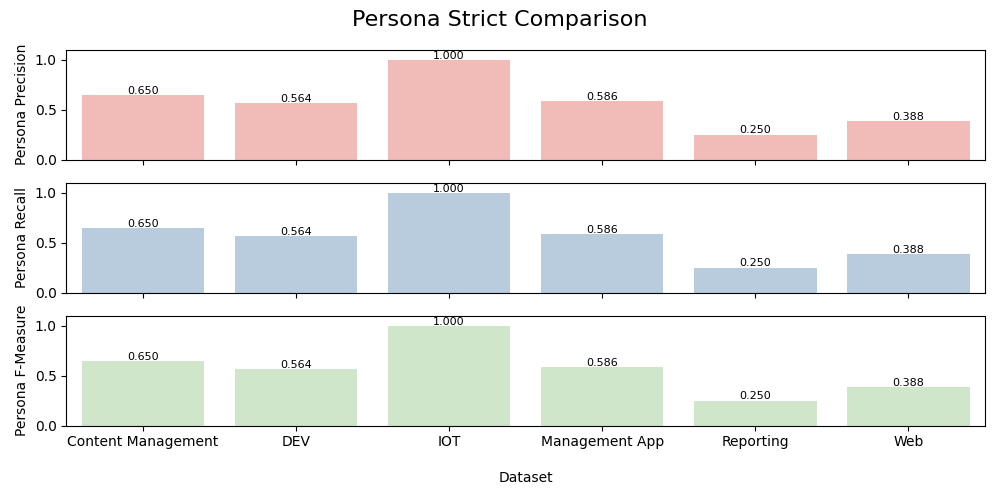 Persona Strict Comparison
Persona Precision
1.0
0.5
0.0
0.650
0.564
1.000
0.586
0.250
0.388
Persona Recall
1.0
0.5
0.0
0.650
0.564
1.000
0.586
0.250
0.388
Persona F-Measure
1.0
0.5
0.0
0.650
0.564
1.000
0.586
0.250
0.388
Content Management
DEV
IOT
Management App
Reporting
Web
Dataset